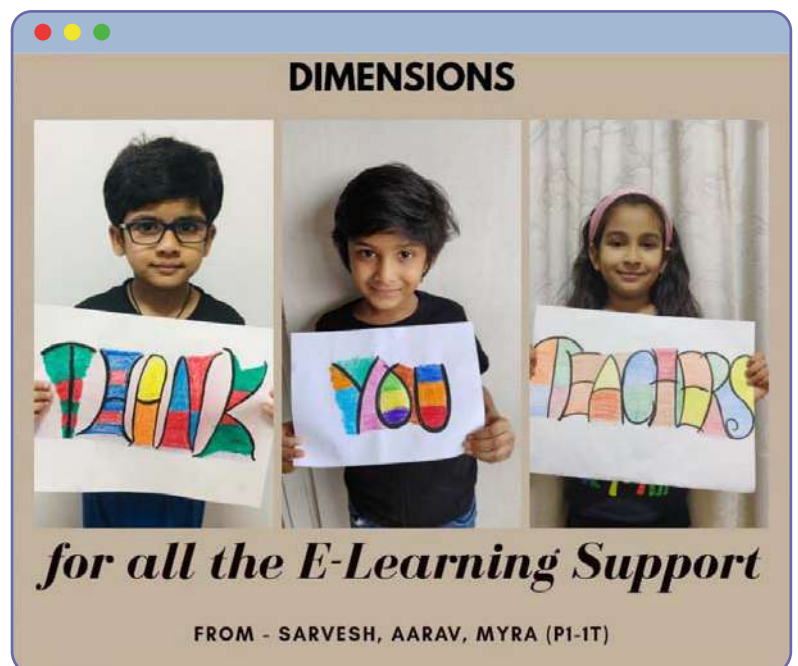 DIMENSIONS
THANK
YOU
TEACHERS
for all the E-Learning Support
FROM - SARVESH, AARAV, MYRA (P1-1T)